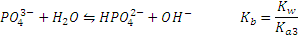 PO₄³⁻ + H₂O ⇋ HPO₄²⁻ + OH⁻  K_b = K_w / K_a3